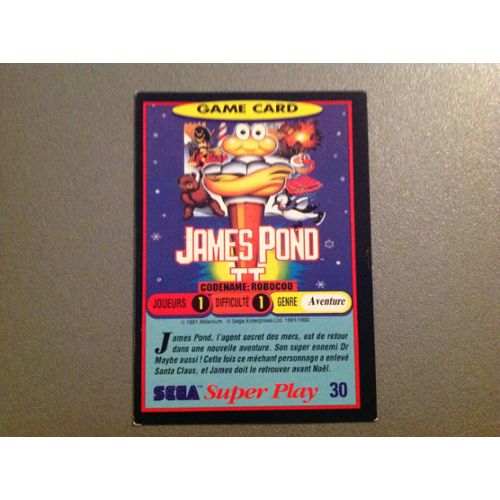 GAME CARD
JAMES POND
II
™
CODENAME: ROBOCOD
JOUEURS 1 DIFFICULTÉ 1 GENRE Aventure
© 1991 Millenium © Sega Enterprises Ltd. 1991/1992
James Pond, l'agent secret des mers, est de retour
dans une nouvelle aventure. Son super ennemi Dr
Maybe aussi ! Cette fois ce méchant personnage a enlevé
Santa Claus, et James doit le retrouver avant Noël.
SEGA™ Super Play 30